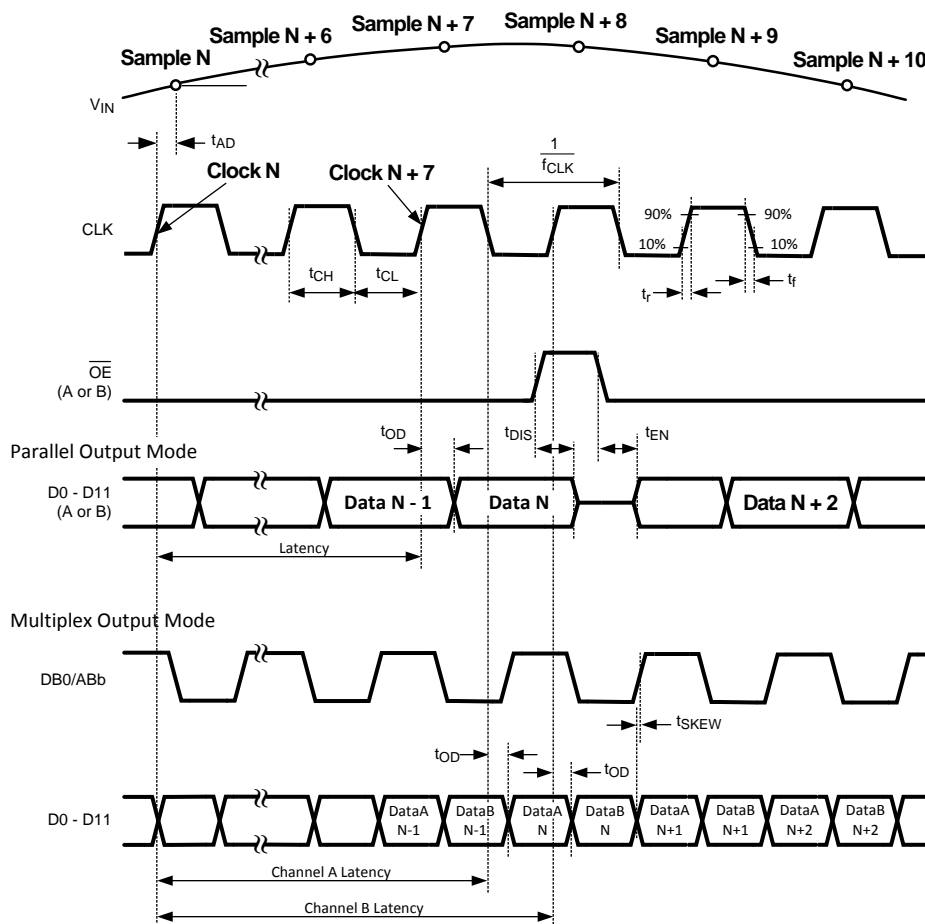 Sample N
Sample N + 6
Sample N + 7
Sample N + 8
Sample N + 9
Sample N + 10
VIN
tAD
Clock N
Clock N + 7
1
fCLK
CLK
90%
90%
10%
10%
tCH
tCL
tr
tf
OE
(A or B)
tOD
tDIS
tEN
Parallel Output Mode
D0 - D11
(A or B)
Data N - 1
Data N
Data N + 2
Latency
Multiplex Output Mode
DB0/ABb
tSKEW
tOD
tOD
D0 - D11
DataA
N-1
DataB
N-1
DataA
N
DataB
N
DataA
N+1
DataB
N+1
DataA
N+2
DataB
N+2
Channel A Latency
Channel B Latency